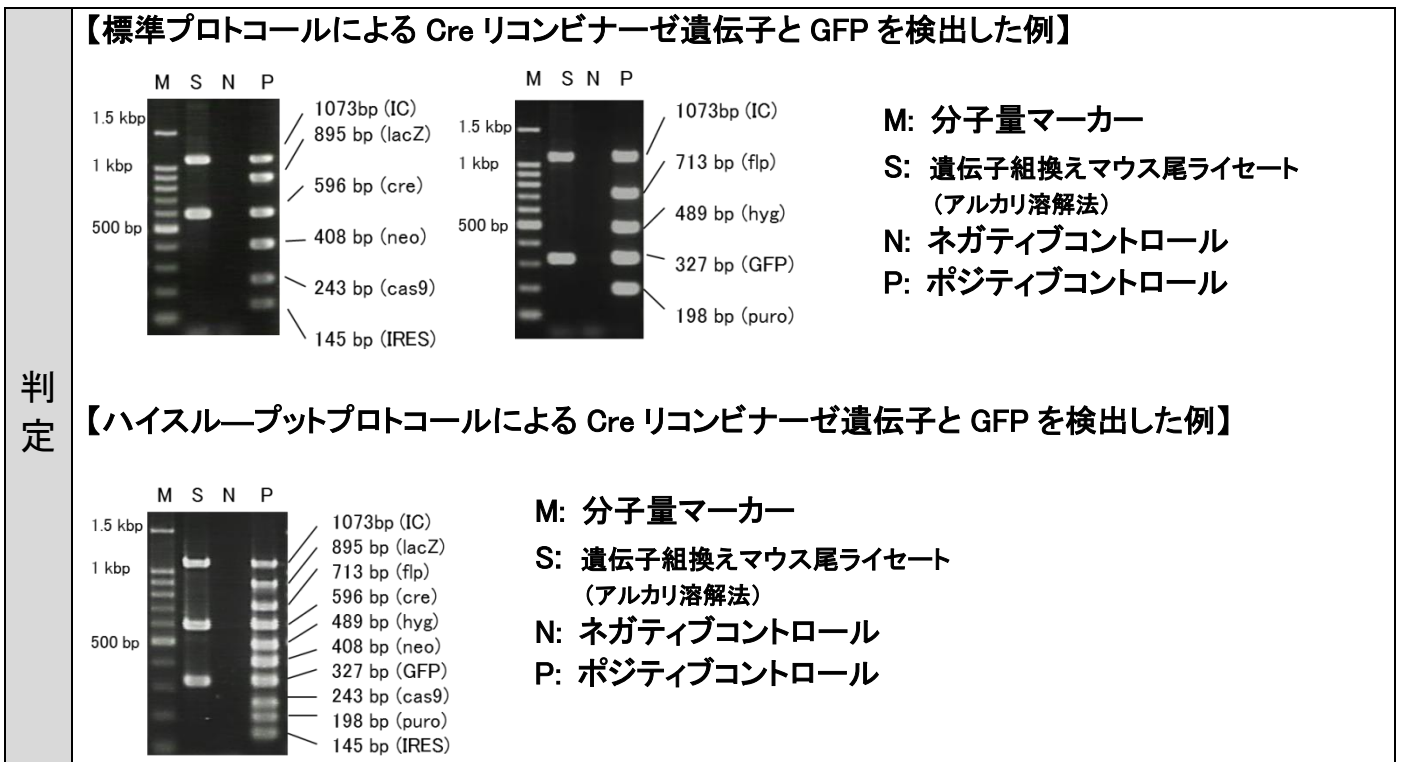 判定
【標準プロトコールによる Cre リコンビナーゼ遺伝子と GFP を検出した例】
M S N P
1.5 kbp
1 kbp
500 bp
1073bp (IC)
895 bp (lacZ)
596 bp (cre)
408 bp (neo)
243 bp (cas9)
145 bp (IRES)
M S N P
1.5 kbp
1 kbp
500 bp
1073bp (IC)
713 bp (flp)
489 bp (hyg)
327 bp (GFP)
198 bp (puro)
M: 分子量マーカー
S: 遺伝子組換えマウス尾ライセート
（アルカリ溶解法）
N: ネガティブコントロール
P: ポジティブコントロール
【ハイスル―プットプロトコールによる Cre リコンビナーゼ遺伝子と GFP を検出した例】
M S N P
1.5 kbp
1 kbp
500 bp
1073bp (IC)
895 bp (lacZ)
713 bp (flp)
596 bp (cre)
489 bp (hyg)
408 bp (neo)
327 bp (GFP)
243 bp (cas9)
198 bp (puro)
145 bp (IRES)
M: 分子量マーカー
S: 遺伝子組換えマウス尾ライセート
（アルカリ溶解法）
N: ネガティブコントロール
P: ポジティブコントロール